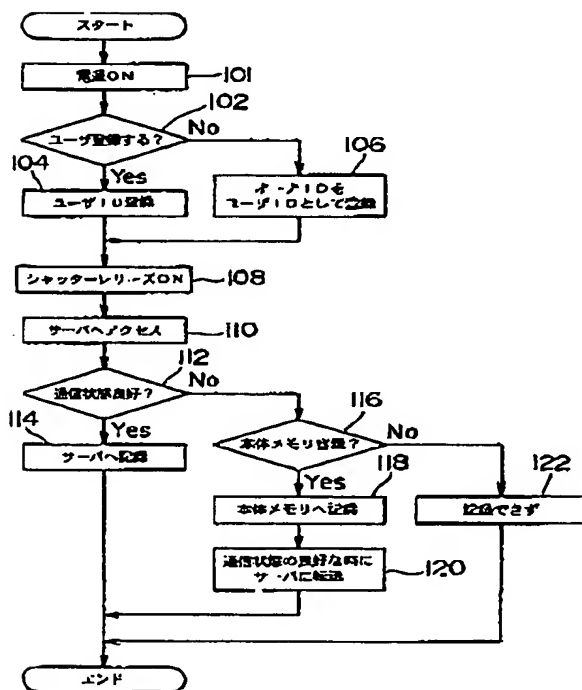 スタート
電源ON
101
102
ユーザ登録する?
No
106
104
Yes
ユーザID登録
ユーザIDとして登録
シャッターレリーズON
108
サーバへアクセス
110
112
通信状態良好?
No
116
114
Yes
本体メモリ容量?
No
サーバへ記録
118
Yes
122
本体メモリへ記録
記録できず
通信状態の良好な時に
サーバに転送
120
エンド